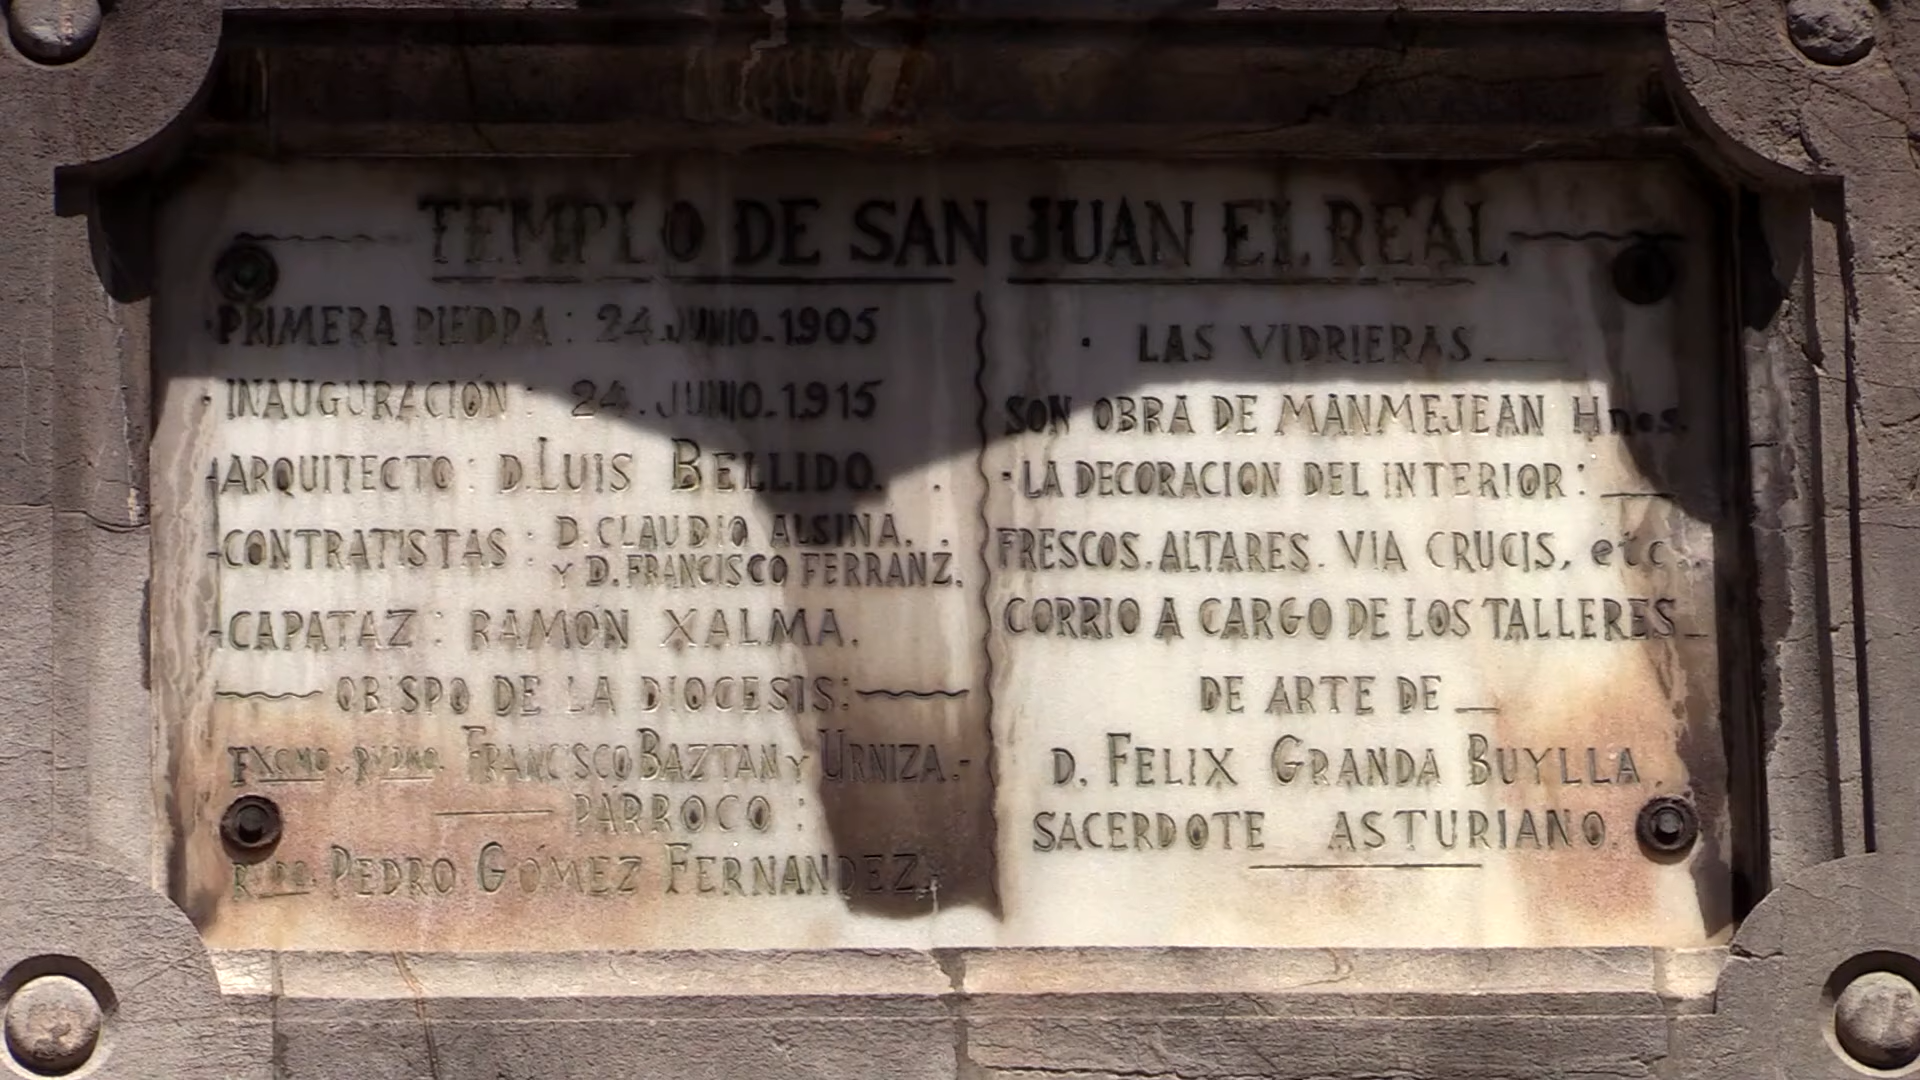 TEMPLO DE SAN JUAN EL REAL
· PRIMERA PIEDRA : 24 JUNIO-1905
· INAUGURACIÓN : 24. JUNIO-1915
-ARQUITECTO : D. LUIS BELLIDO.
-CONTRATISTAS : D. CLAUDIO ALSINA.
Y D. FRANCISCO FERRANZ.
-CAPATAZ : RAMÓN XALMA.
OBISPO DE LA DIOCESIS:
EXCMO. Y RVDMO. FRANCISCO BAZTAN Y URNIZA.-
PARROCO :
RVDO. PEDRO GÓMEZ FERNANDEZ.
· LAS VIDRIERAS
SON OBRA DE MANMEJEAN Hnos.
· LA DECORACION DEL INTERIOR :
FRESCOS. ALTARES. VIA CRUCIS, etc..
CORRIO A CARGO DE LOS TALLERES
DE ARTE DE
D. FELIX GRANDA BUYLLA.
SACERDOTE ASTURIANO.